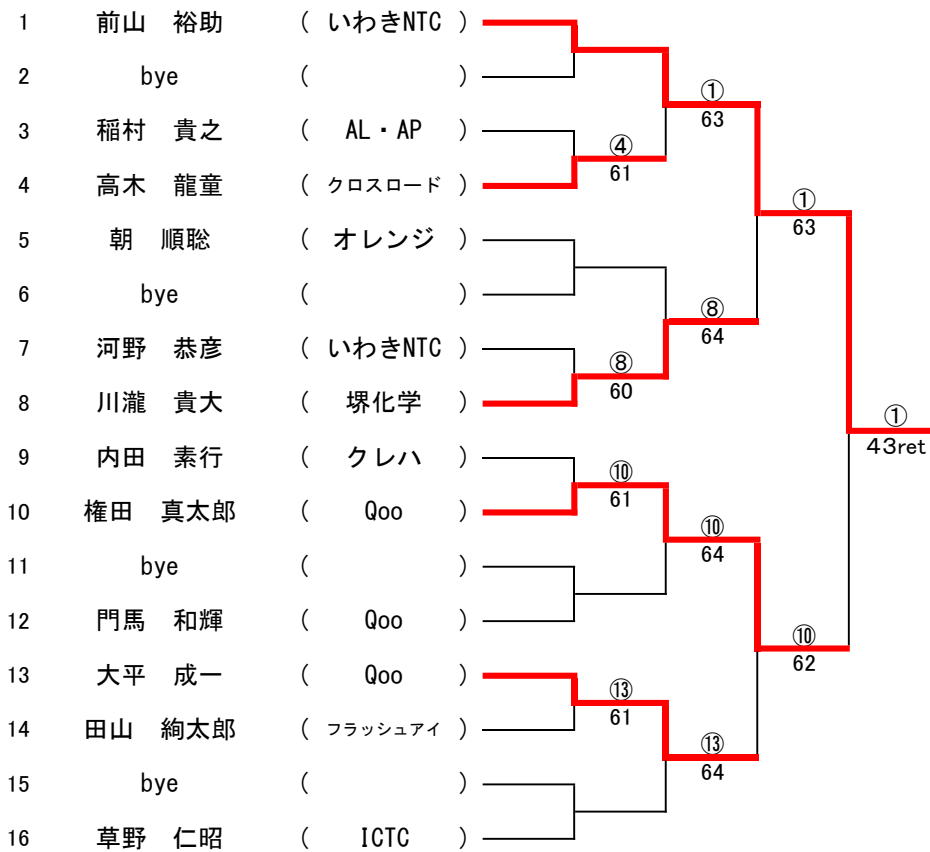 1 前山 裕助 ( いわきNTC )
2 bye ( )
①
63
3 稲村 貴之 ( AL・AP )
④
61
4 高木 龍童 ( クロスロード )
①
63
5 朝 順聡 ( オレンジ )
6 bye ( )
⑧
64
7 河野 恭彦 ( いわきNTC )
⑧
60
8 川瀧 貴大 ( 堺化学 )
①
43ret
9 内田 素行 ( クレハ )
⑩
61
10 権田 真太郎 ( Qoo )
⑩
64
11 bye ( )
12 門馬 和輝 ( Qoo )
⑩
62
13 大平 成一 ( Qoo )
⑬
61
14 田山 絢太郎 ( フラッシュアイ )
⑬
64
15 bye ( )
16 草野 仁昭 ( ICTC )